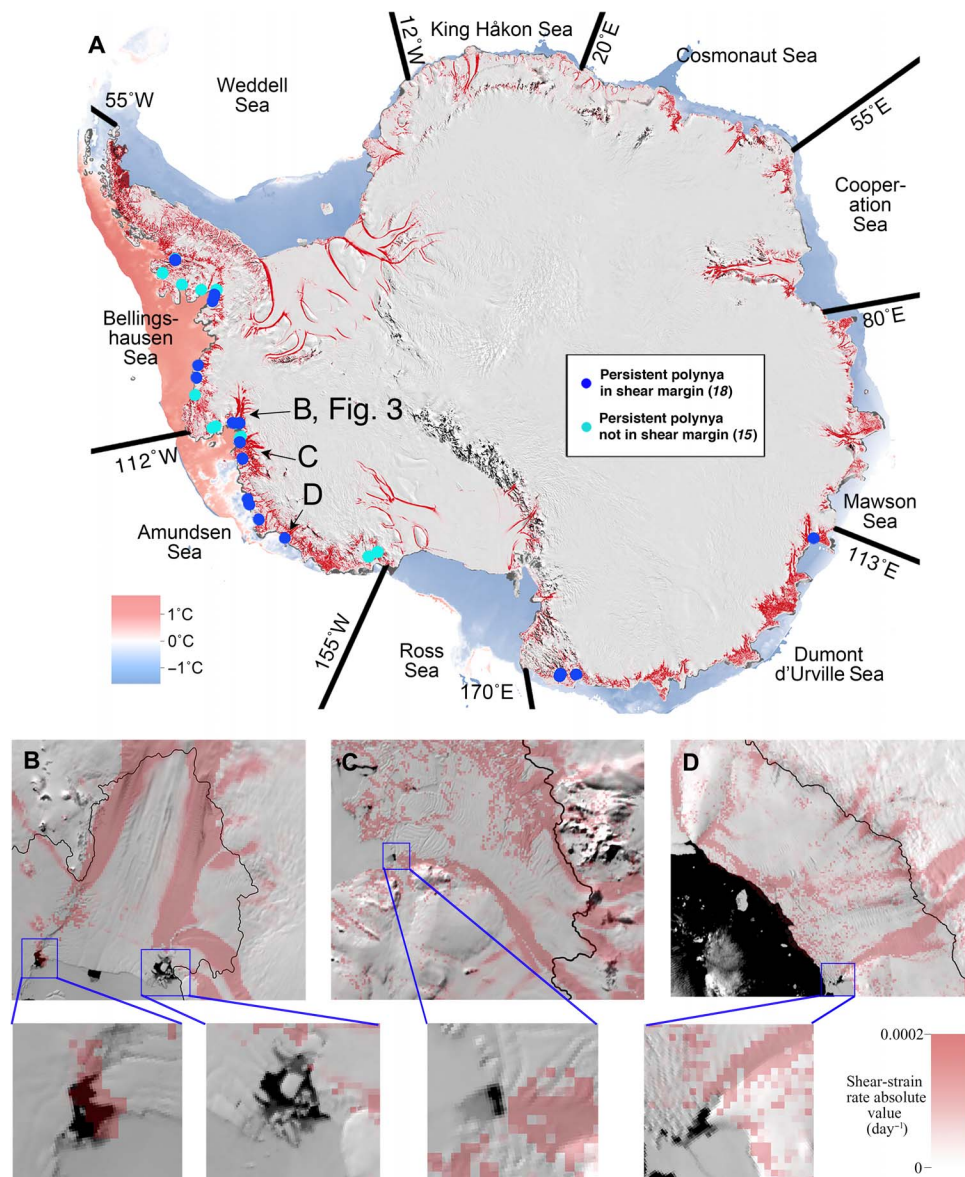 A
King Håkon Sea
12˚W
20˚E
Cosmonaut Sea
Weddell
Sea
55˚W
55˚E
Cooper-
ation
Sea
Bellings-
hausen
Sea
80˚E
Persistent polynya
in shear margin (18)
Persistent polynya
not in shear margin (15)
B, Fig. 3
112˚W
C
D
Amundsen
Sea
Mawson
Sea
113˚E
1˚C
0˚C
−1˚C
155˚W
Ross
Sea
170˚E
Dumont
d'Urville Sea
B
C
D
0.0002
Shear-strain
rate absolute
value
(day⁻¹)
0